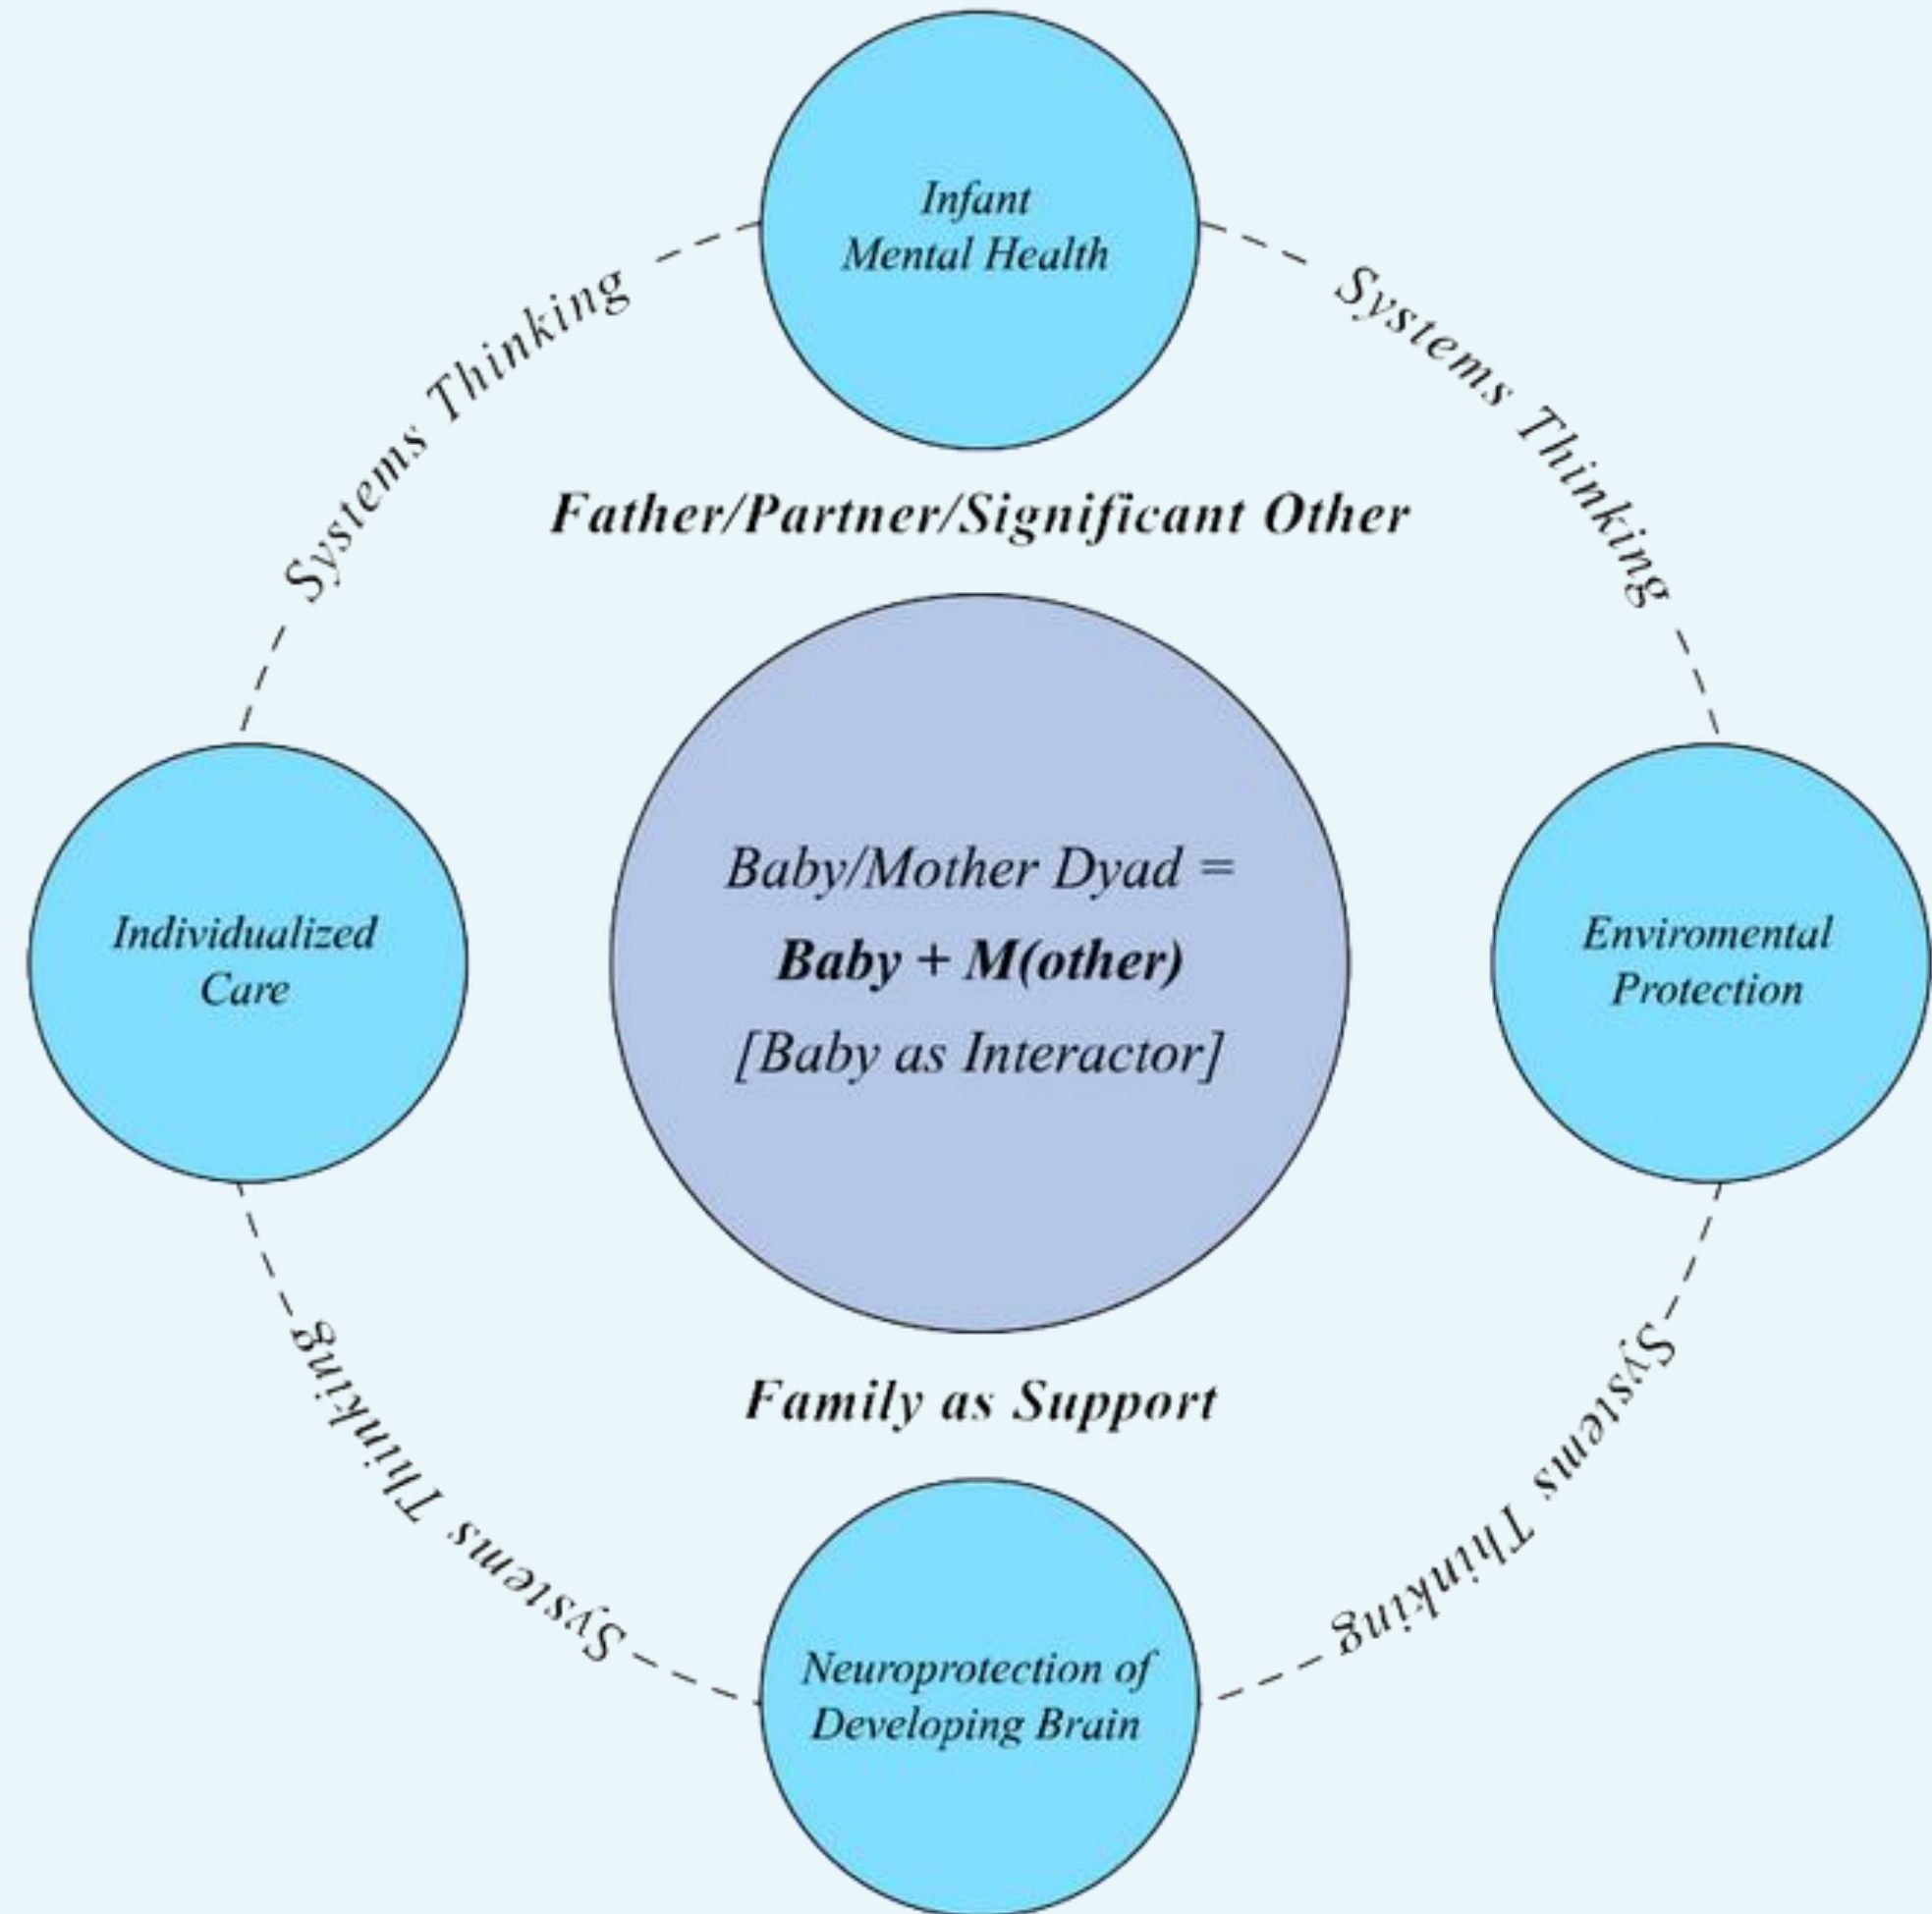 Infant
Mental Health
Systems Thinking
Systems Thinking
Father/Partner/Significant Other
Individualized
Care
Baby/Mother Dyad =
Baby + M(other)
[Baby as Interactor]
Enviromental
Protection
Family as Support
Systems Thinking
Systems Thinking
Neuroprotection of
Developing Brain